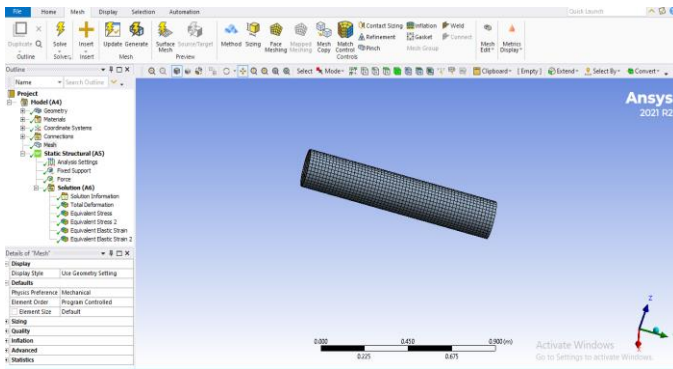 File Home Mesh Display Selection Automation Quick Launch
Duplicate Q Solve Insert Update Generate Surface Mesh Source/Target Method Sizing Face Meshing Mapped Meshing Mesh Copy Match Control Contact Sizing Inflation Weld Mesh Edit Metrics Display
Refinement Gasket Connect
Pinch Mesh Group
Outline Solve Insert Mesh Preview Controls
Outline Select Mode Clipboard [ Empty ] Extend Select By Convert
Name Search Outline
Project
Model (A4)
Geometry
Materials
Coordinate Systems
Connections
Mesh
Static Structural (A5)
Analysis Settings
Fixed Support
Force
Solution (A6)
Solution Information
Total Deformation
Equivalent Stress
Equivalent Stress 2
Equivalent Elastic Strain
Equivalent Elastic Strain 2
Ansys
2021 R2
Details of "Mesh"
Display
Display Style Use Geometry Setting
Defaults
Physics Preference Mechanical
Element Order Program Controlled
Element Size Default
Sizing
Quality
Inflation
Advanced
Statistics
0.000 0.450 0.900 (m)
0.225 0.675
Z
X
Activate Windows
Go to Settings to activate Windows.